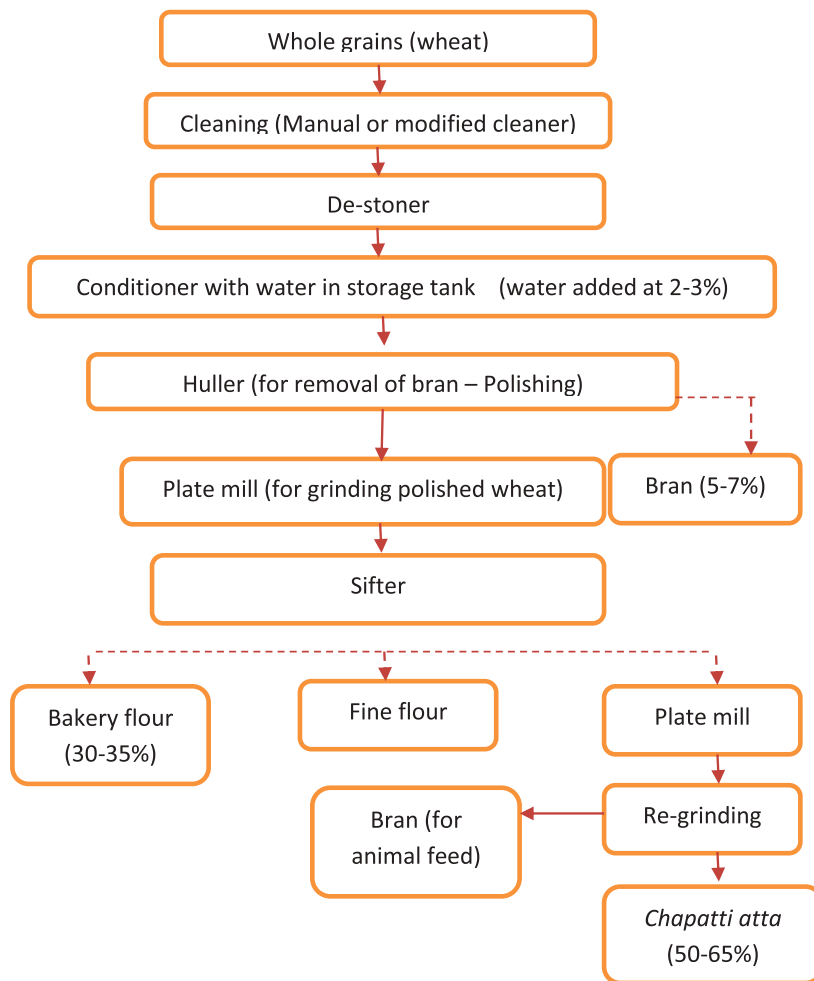 Whole grains (wheat)
Cleaning (Manual or modified cleaner)
De-stoner
Conditioner with water in storage tank (water added at 2-3%)
Huller (for removal of bran – Polishing)
Plate mill (for grinding polished wheat)
Bran (5-7%)
Sifter
Bakery flour
(30-35%)
Fine flour
Plate mill
Re-grinding
Bran (for
animal feed)
Chapatti atta
(50-65%)